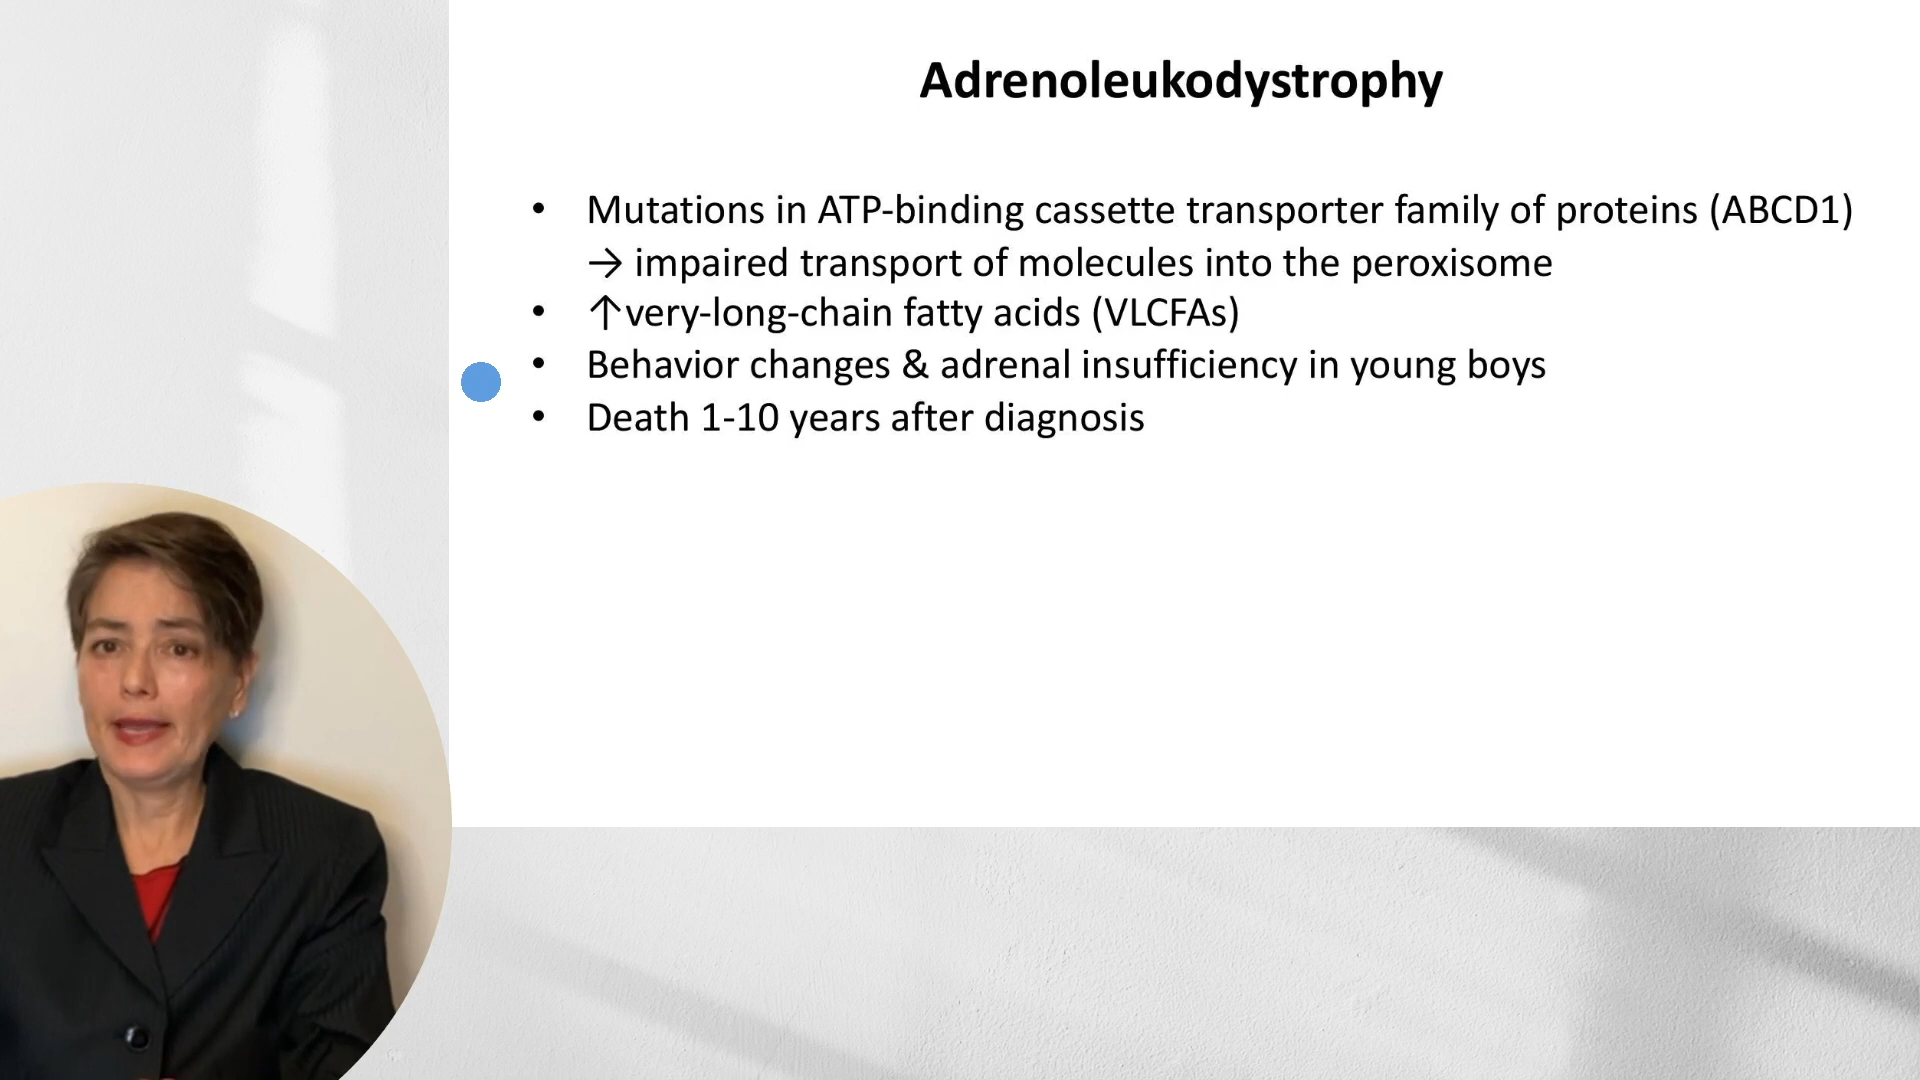 Adrenoleukodystrophy
• Mutations in ATP-binding cassette transporter family of proteins (ABCD1)
→ impaired transport of molecules into the peroxisome
• ↑very-long-chain fatty acids (VLCFAs)
• Behavior changes & adrenal insufficiency in young boys
• Death 1-10 years after diagnosis